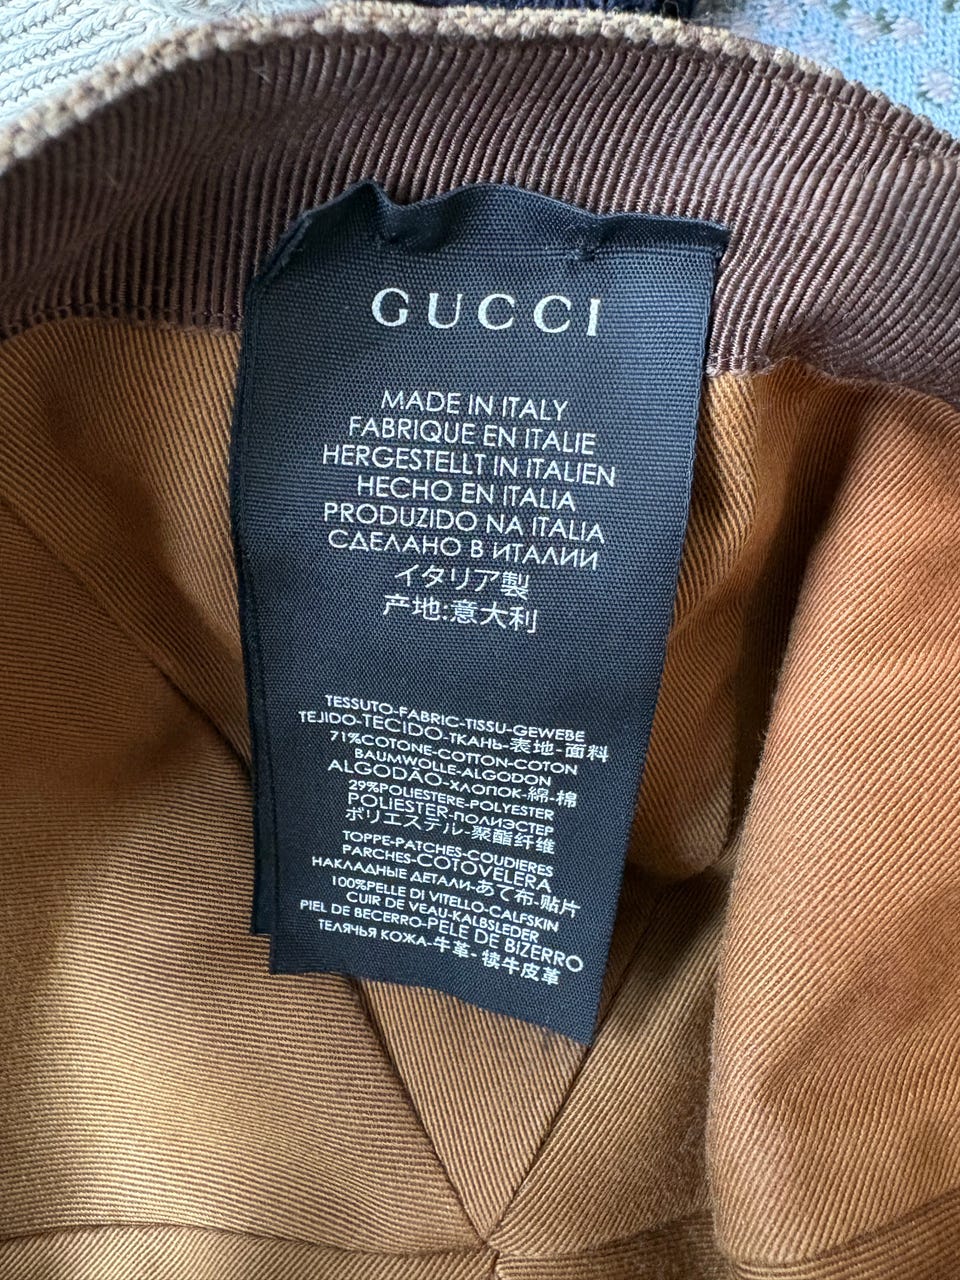 GUCCI
MADE IN ITALY
FABRIQUE EN ITALIE
HERGESTELLT IN ITALIEN
HECHO EN ITALIA
PRODUZIDO NA ITALIA
СДЕЛАНО В ИТАЛИИ
イタリア製
产地:意大利
TESSUTO-FABRIC-TISSU-GEWEBE
TEJIDO-TECIDO-ТКАНЬ-表地-面料
71%COTONE-COTTON-COTON
BAUMWOLLE-ALGODON
ALGODÃO-ХЛОПОК-綿-棉
29%POLIESTERE-POLYESTER
POLIESTER-ПОЛИЭСТЕР
ポリエステル-聚酯纤维
TOPPE-PATCHES-COUDIERES
PARCHES-COTOVELERA
НАКЛАДНЫЕ ДЕТАЛИ-あて布-贴片
100%PELLE DI VITELLO-CALFSKIN
CUIR DE VEAU-KALBSLEDER
PIEL DE BECERRO-PELE DE BIZERRO
ТЕЛЯЧЬЯ КОЖА-牛革-犊牛皮革